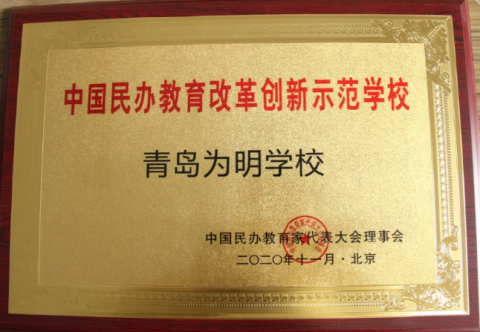 中国民办教育改革创新示范学校
青岛为明学校
中国民办教育家代表大会理事会
二〇二〇年十一月·北京